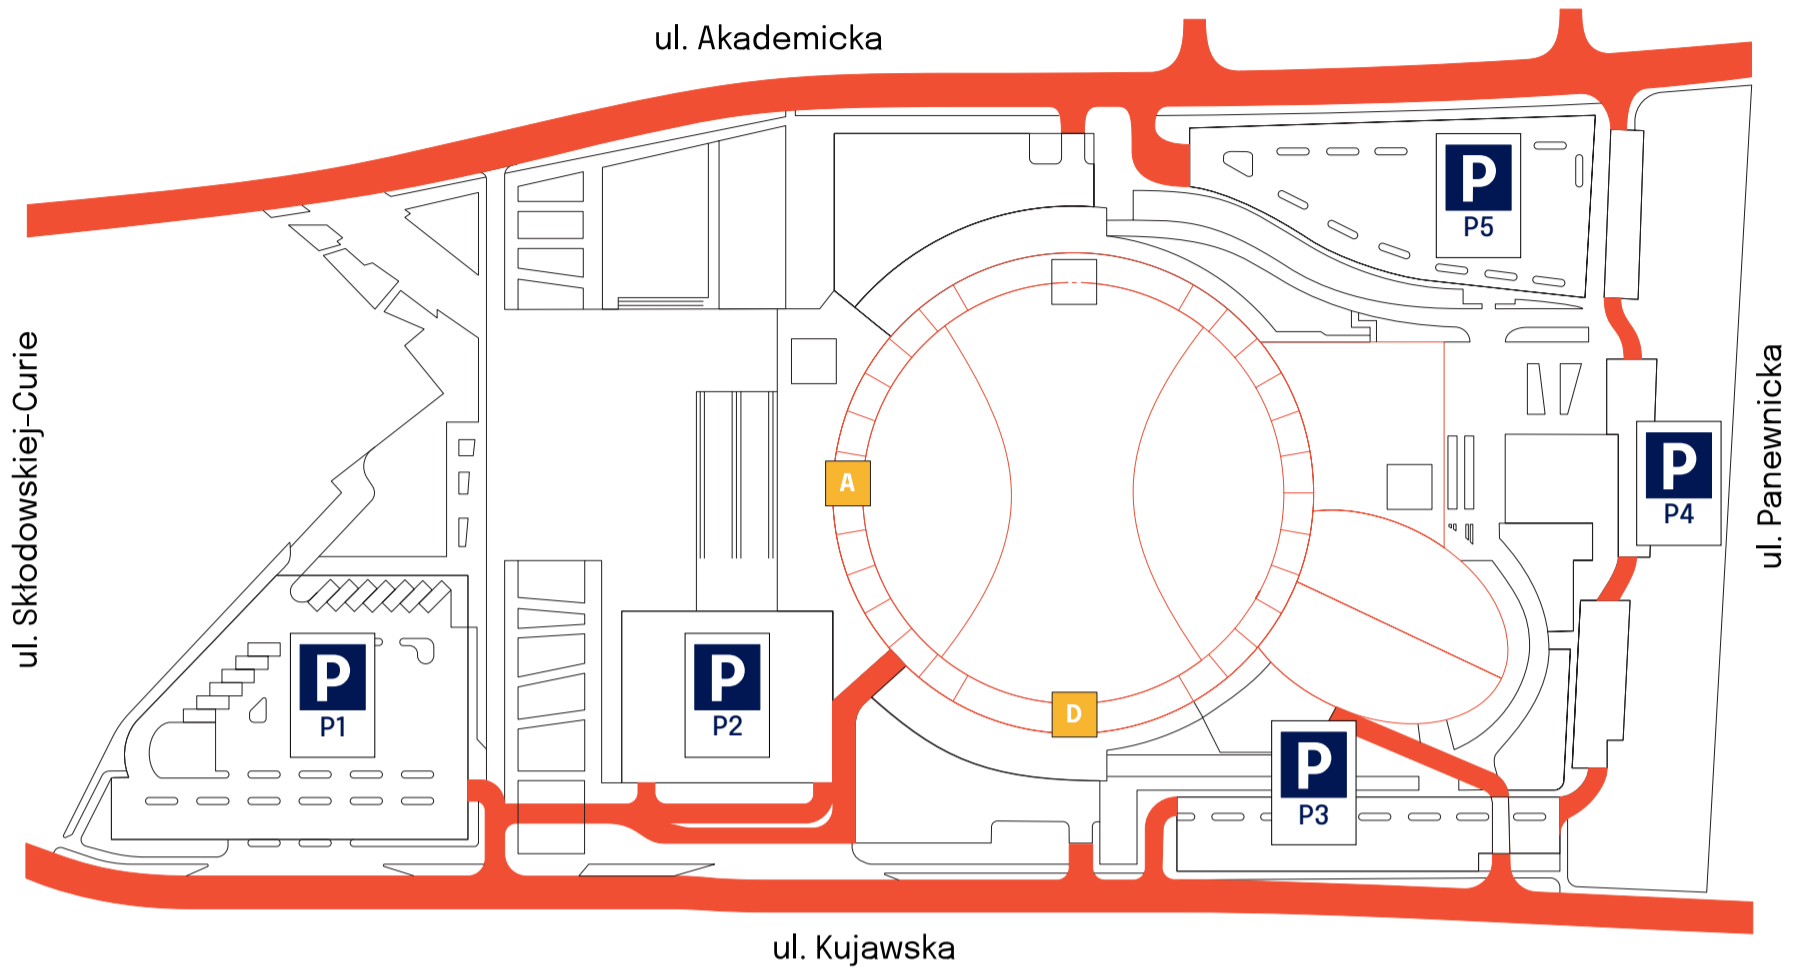 ul. Akademicka
P
P5
ul. Skłodowskiej-Curie
ul. Panewnicka
A
P
P4
P
P1
P
P2
D
P
P3
ul. Kujawska